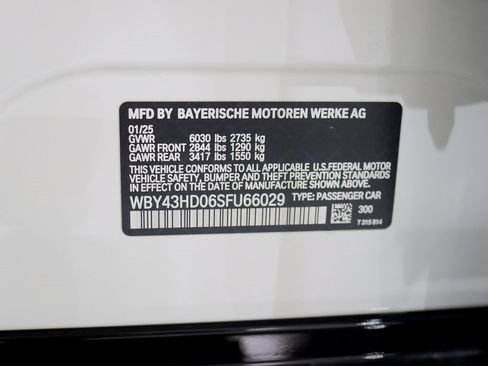 MFD BY BAYERISCHE MOTOREN WERKE AG
01/25
GVWR 6030 lbs 2735 kg
GAWR FRONT 2844 lbs 1290 kg
GAWR REAR 3417 lbs 1550 kg
THIS VEHICLE CONFORMS TO ALL APPLICABLE U.S.FEDERAL MOTOR
VEHICLE SAFETY, BUMPER AND THEFT PREVENTION STANDARDS
IN EFFECT ON THE DATE OF MANUFACTURE SHOWN ABOVE.
WBY43HD06SFU66029 TYPE: PASSENGER CAR
300
7 315 014